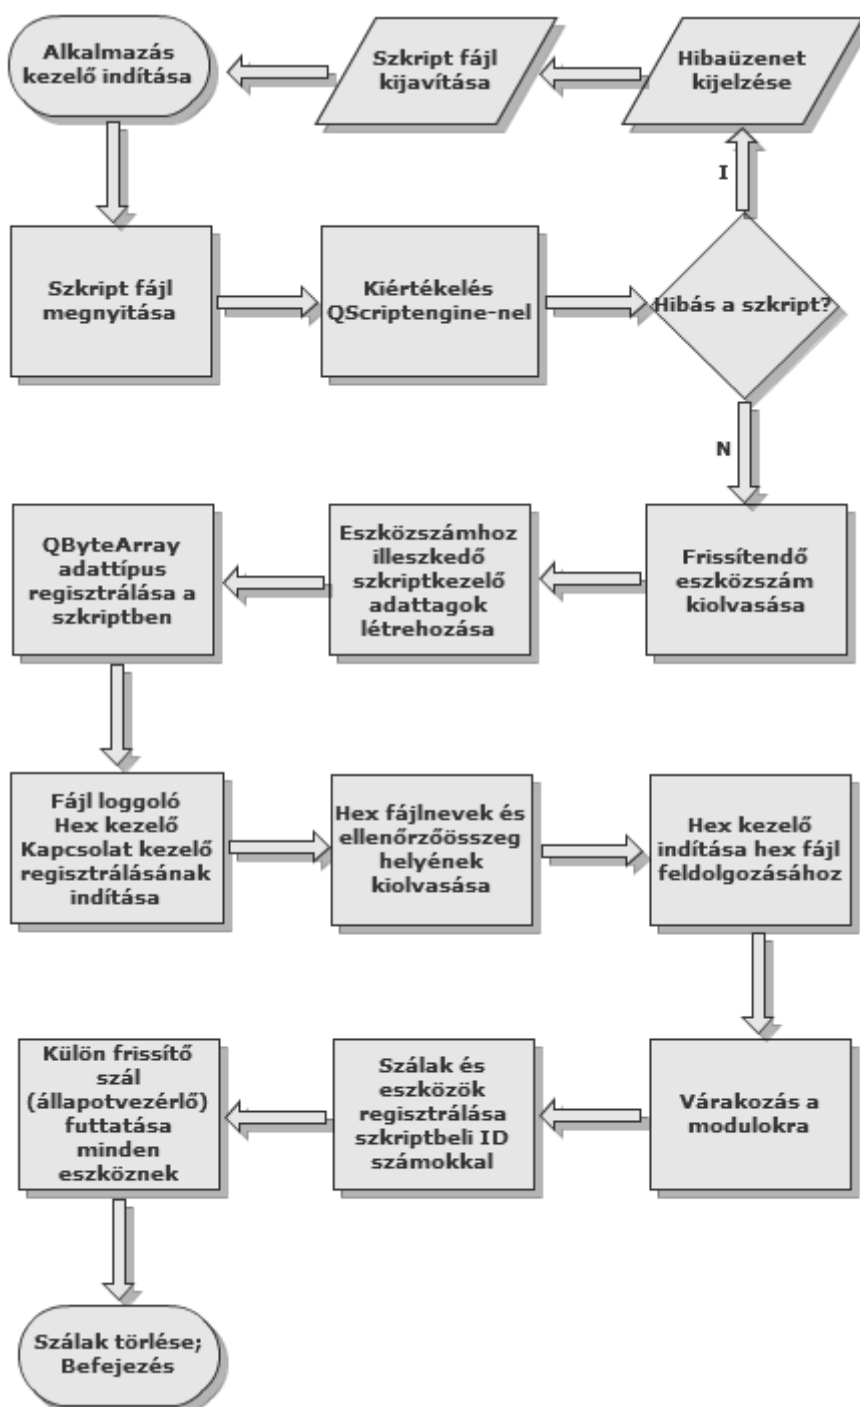 Alkalmazás
kezelő indítása
Szkript fájl
kijavítása
Hibaüzenet
kijelzése
I
Szkript fájl
megnyitása
Kiértékelés
QScriptengine-nel
Hibás a szkript?
N
QByteArray
adattípus
regisztrálása a
szkriptben
Eszközszámhoz
illeszkedő
szkriptkezelő
adattagok
létrehozása
Frissítendő
eszközszám
kiolvasása
Fájl loggoló
Hex kezelő
Kapcsolat kezelő
regisztrálásának
indítása
Hex fájlnevek és
ellenőrzőösszeg
helyének
kiolvasása
Hex kezelő
indítása hex fájl
feldolgozásához
Külön frissítő
szál
(állapotvezérlő)
futtatása
minden
eszköznek
Szálak és
eszközök
regisztrálása
szkriptbeli ID
számokkal
Várakozás a
modulokra
Szálak törlése;
Befejezés